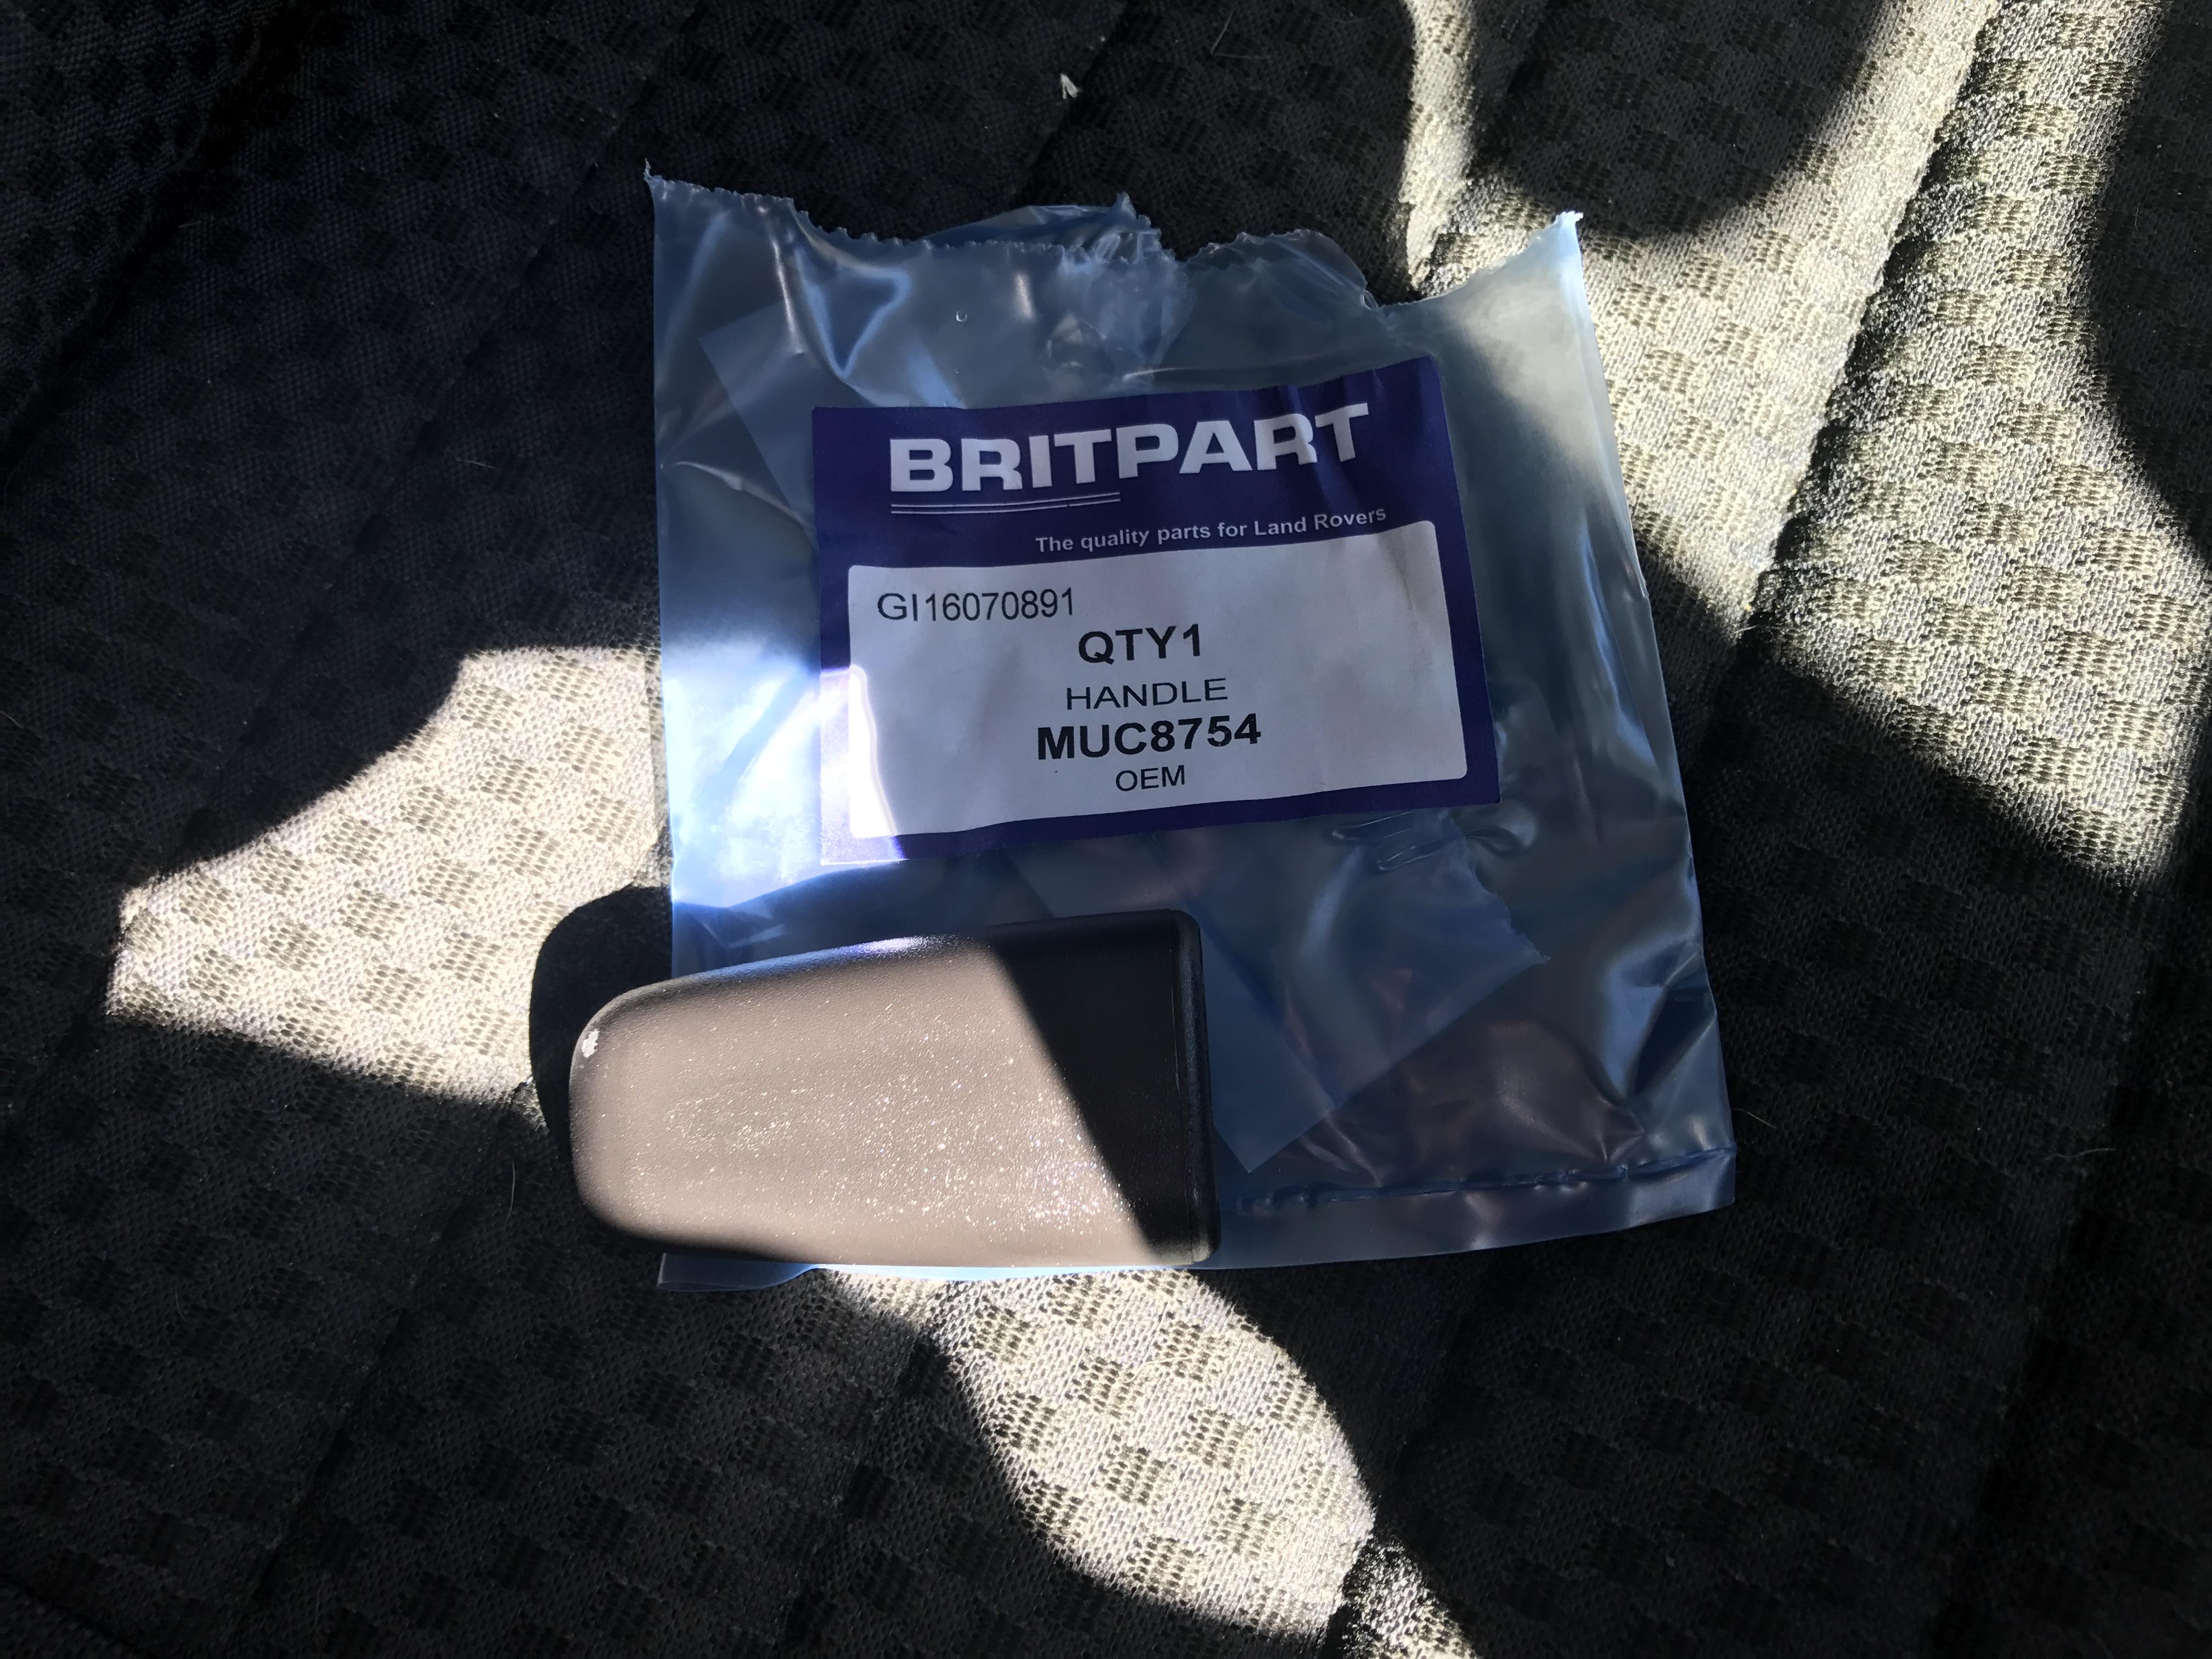 BRITPART
The quality parts for Land Rovers
GI16070891
QTY1
HANDLE
MUC8754
OEM